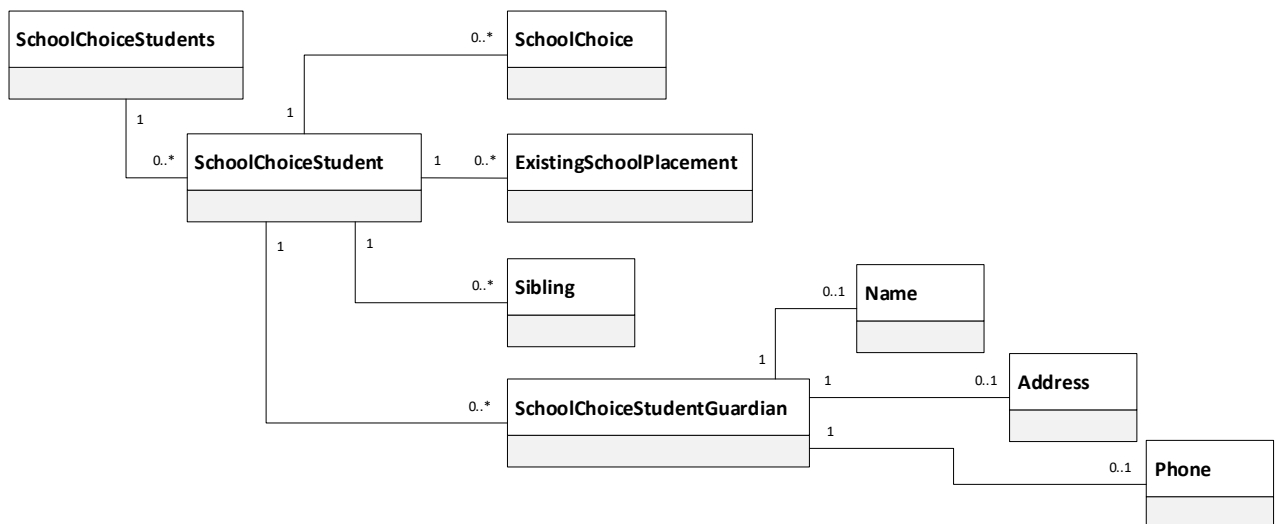 SchoolChoiceStudents
0..*
SchoolChoice
1
1
0..*
SchoolChoiceStudent
1
0..*
ExistingSchoolPlacement
1
1
0..*
Sibling
0..1
Name
1
0..*
SchoolChoiceStudentGuardian
1
0..1
Address
1
0..1
Phone